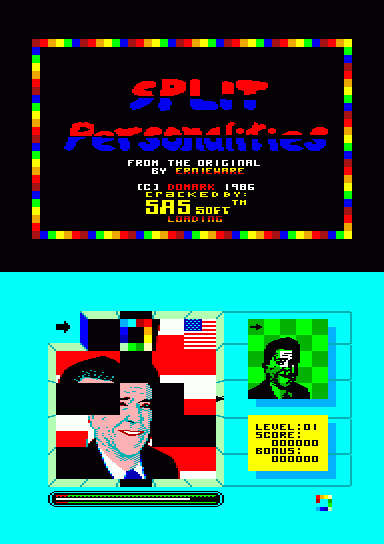 SPLIT
Personalities
FROM THE ORIGINAL
BY ERNIEWARE
(C) DOMARK 1986
CRACKED BY:
SAS SOFT TM
LOADING
LEVEL:01
SCORE:
000000
BONUS:
000000